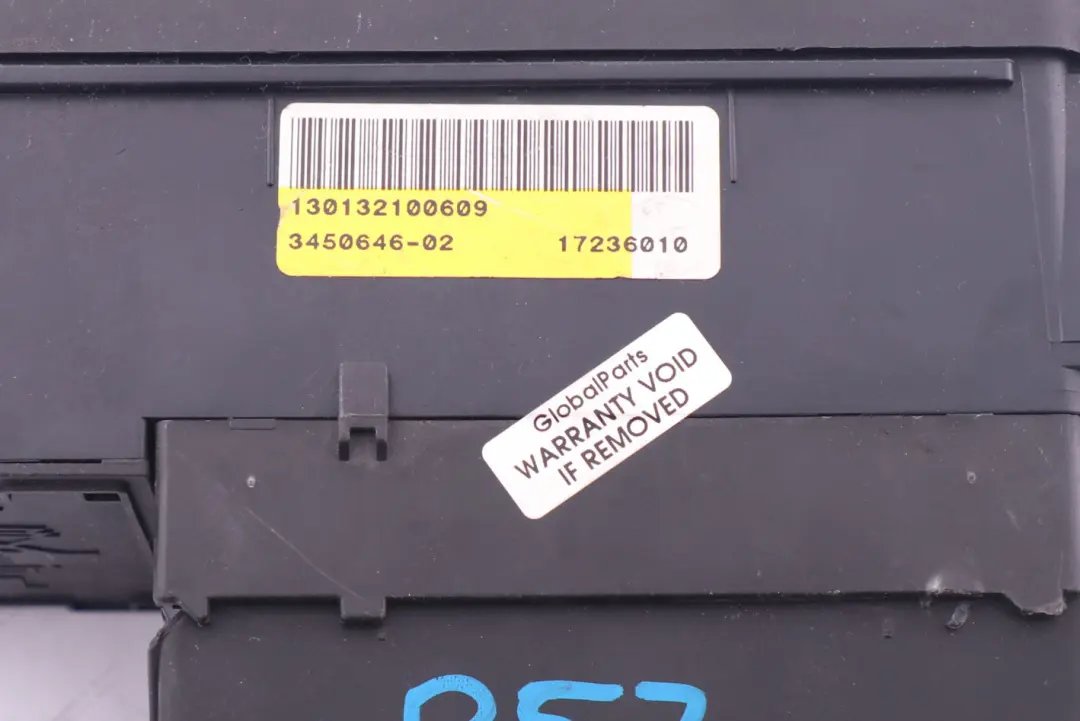 130132100609
3450646-02 17236010
GlobalParts
WARRANTY VOID
IF REMOVED